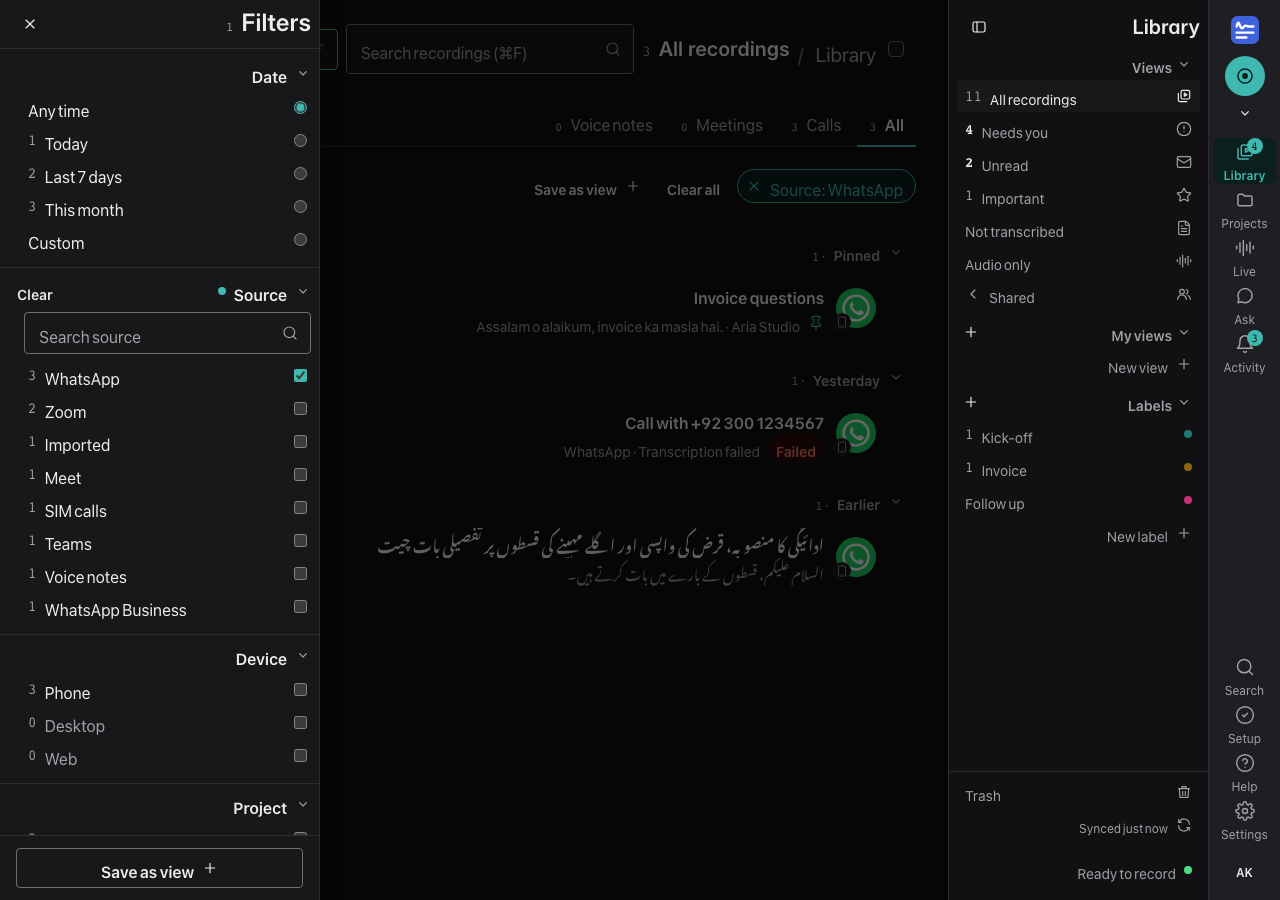 Filters 1
Date
Any time
Today 1
Last 7 days 2
This month 3
Custom
Source
Clear
Search source
WhatsApp 3
Zoom 2
Imported 1
Meet 1
SIM calls 1
Teams 1
Voice notes 1
WhatsApp Business 1
Device
Phone 3
Desktop 0
Web 0
Project
Save as view
Library / All recordings 3
Search recordings (⌘F)
All 3
Calls 3
Meetings 0
Voice notes 0
Source: WhatsApp
Clear all
Save as view
Pinned · 1
Invoice questions
Assalam o alaikum, invoice ka masla hai. · Aria Studio
Yesterday · 1
Call with +92 300 1234567
Failed
WhatsApp · Transcription failed
Earlier · 1
ادائیگی کا منصوبہ، قرض کی واپسی اور اگلے مہینے کی قسطوں پر تفصیلی بات چیت
السلام علیکم، قسطوں کے بارے میں بات کرتے ہیں۔
Library
Views
All recordings 11
Needs you 4
Unread 2
Important 1
Not transcribed
Audio only
Shared
My views
New view
Labels
Kick-off 1
Invoice 1
Follow up
New label
Trash
Synced just now
Ready to record
4
Library
Projects
Live
Ask
3
Activity
Search
Setup
Help
Settings
AK